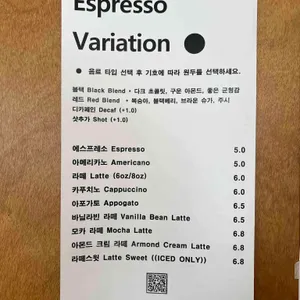 Espresso
Variation ●
● 음료 타입 선택 후 기호에 따라 원두를 선택하세요.
블랙 Black Blend • 다크 초콜릿, 구운 아몬드, 좋은 균형감
레드 Red Blend • 복숭아, 블랙베리, 브라운 슈가, 주시
디카페인 Decaf (+1.0)
샷추가 Shot (+1.0)
에스프레소 Espresso 5.0
아메리카노 Americano 5.0
라떼 Latte (6oz/8oz) 6.0
카푸치노 Cappuccino 6.0
아포가토 Appogato 6.5
바닐라빈 라떼 Vanilla Bean Latte 6.5
모카 라떼 Mocha Latte 6.8
아몬드 크림 라떼 Armond Cream Latte 6.8
라떼스윗 Latte Sweet ((ICED ONLY)) 6.8